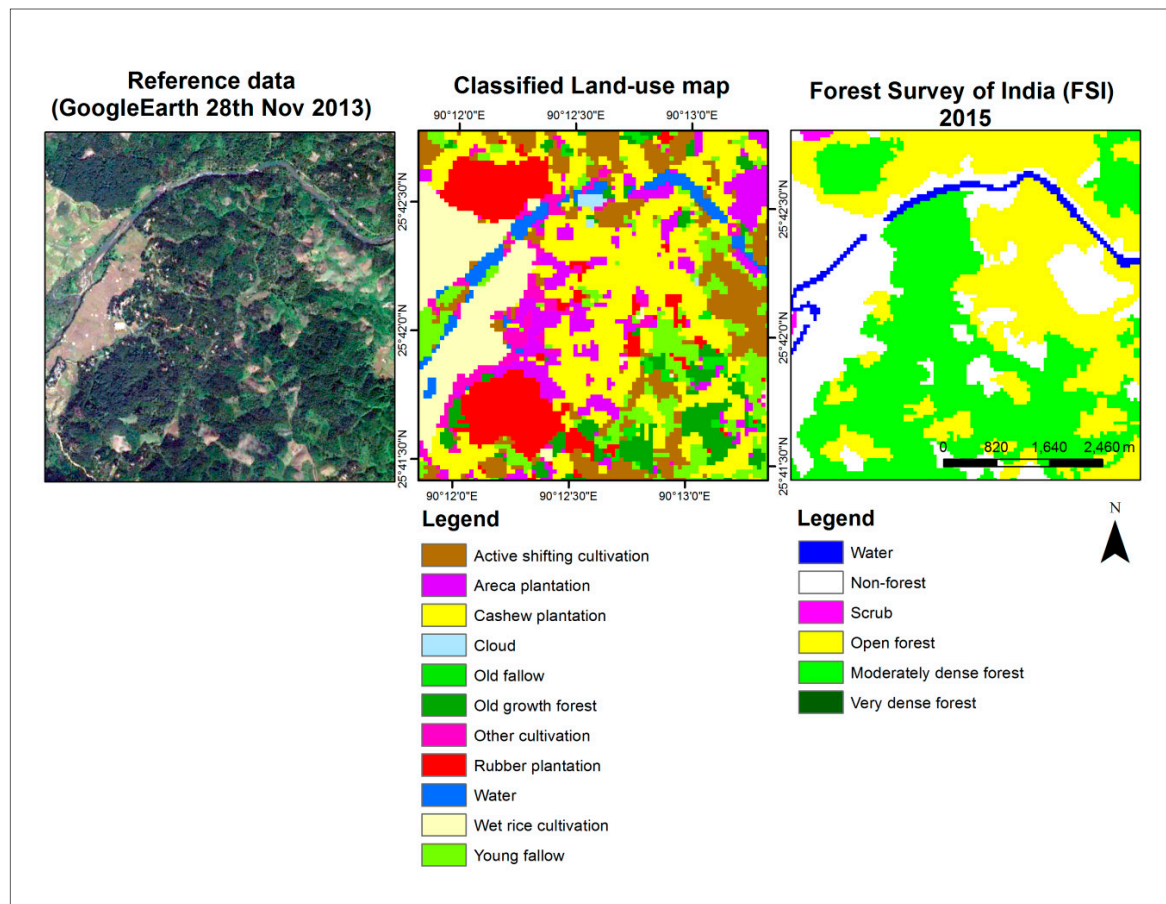 Reference data
(GoogleEarth 28th Nov 2013)
Classified Land-use map
Forest Survey of India (FSI)
2015
90°12'0"E 90°12'30"E 90°13'0"E
25°42'30"N
25°42'0"N
25°41'30"N
25°42'30"N
25°42'0"N
25°41'30"N
90°12'0"E 90°12'30"E 90°13'0"E
0 820 1,640 2,460 m
Legend
Active shifting cultivation
Areca plantation
Cashew plantation
Cloud
Old fallow
Old growth forest
Other cultivation
Rubber plantation
Water
Wet rice cultivation
Young fallow
Legend
Water
Non-forest
Scrub
Open forest
Moderately dense forest
Very dense forest
N